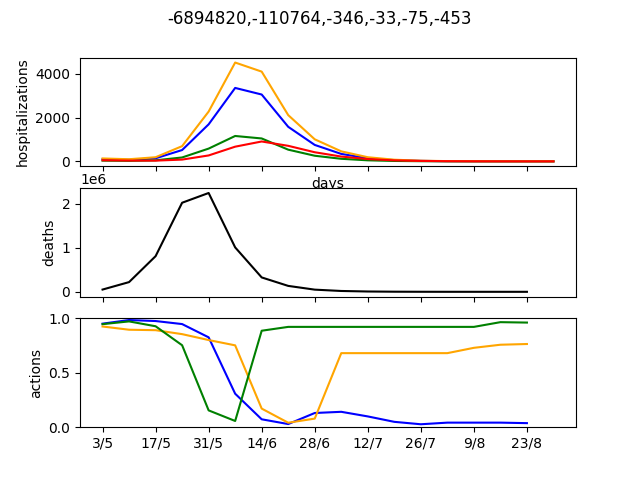 -6894820,-110764,-346,-33,-75,-453
hospitalizations
4000
2000
0
days
1e6
deaths
2
1
0
actions
1.0
0.5
0.0
3/5 17/5 31/5 14/6 28/6 12/7 26/7 9/8 23/8